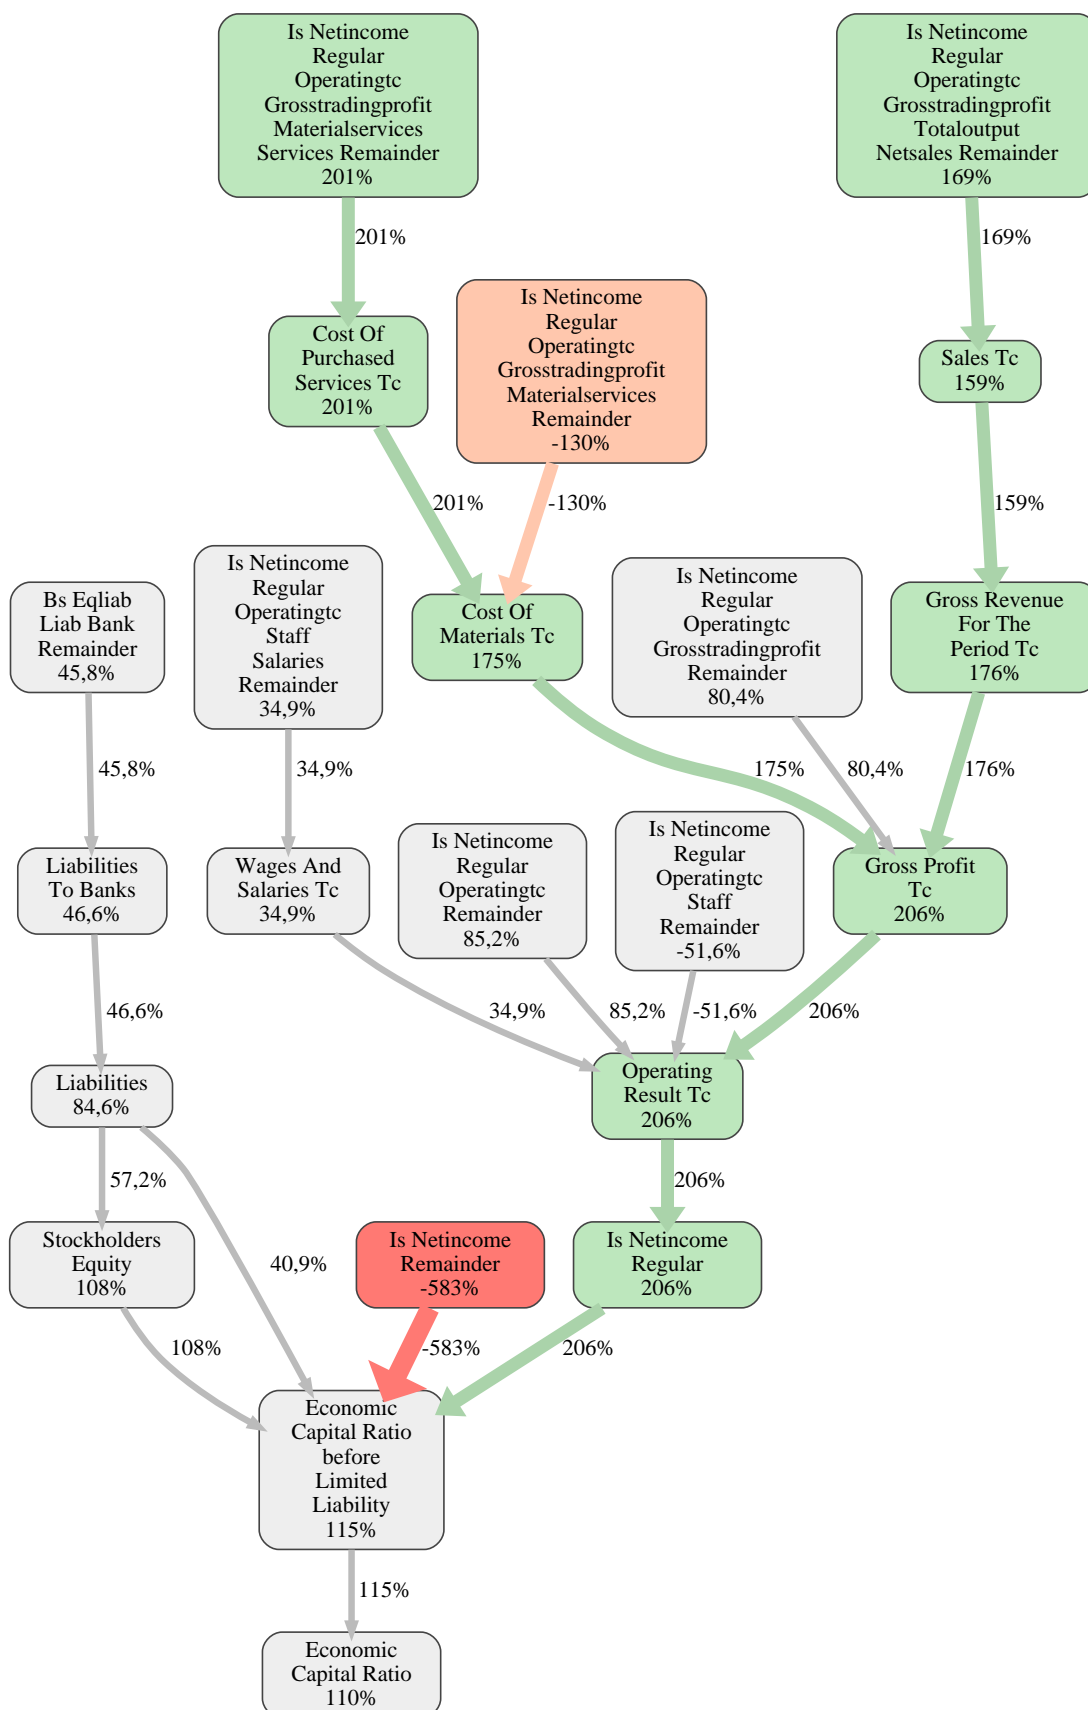 Is Netincome
Regular
Operatingtc
Grosstradingprofit
Materialservices
Services Remainder
201%
Is Netincome
Regular
Operatingtc
Grosstradingprofit
Totaloutput
Netsales Remainder
169%
201%
169%
Is Netincome
Regular
Operatingtc
Grosstradingprofit
Materialservices
Remainder
-130%
Cost Of
Purchased
Services Tc
201%
Sales Tc
159%
201%
-130%
159%
Is Netincome
Regular
Operatingtc
Staff
Salaries
Remainder
34,9%
Is Netincome
Regular
Operatingtc
Grosstradingprofit
Remainder
80,4%
Bs Eqliab
Liab Bank
Remainder
45,8%
Cost Of
Materials Tc
175%
Gross Revenue
For The
Period Tc
176%
45,8%
34,9%
175%
80,4%
176%
Liabilities
To Banks
46,6%
Wages And
Salaries Tc
34,9%
Is Netincome
Regular
Operatingtc
Remainder
85,2%
Is Netincome
Regular
Operatingtc
Staff
Remainder
-51,6%
Gross Profit
Tc
206%
46,6%
34,9%
85,2%
-51,6%
206%
Liabilities
84,6%
Operating
Result Tc
206%
57,2%
206%
Stockholders
Equity
108%
40,9%
Is Netincome
Remainder
-583%
Is Netincome
Regular
206%
108%
-583%
206%
Economic
Capital Ratio
before
Limited
Liability
115%
115%
Economic
Capital Ratio
110%